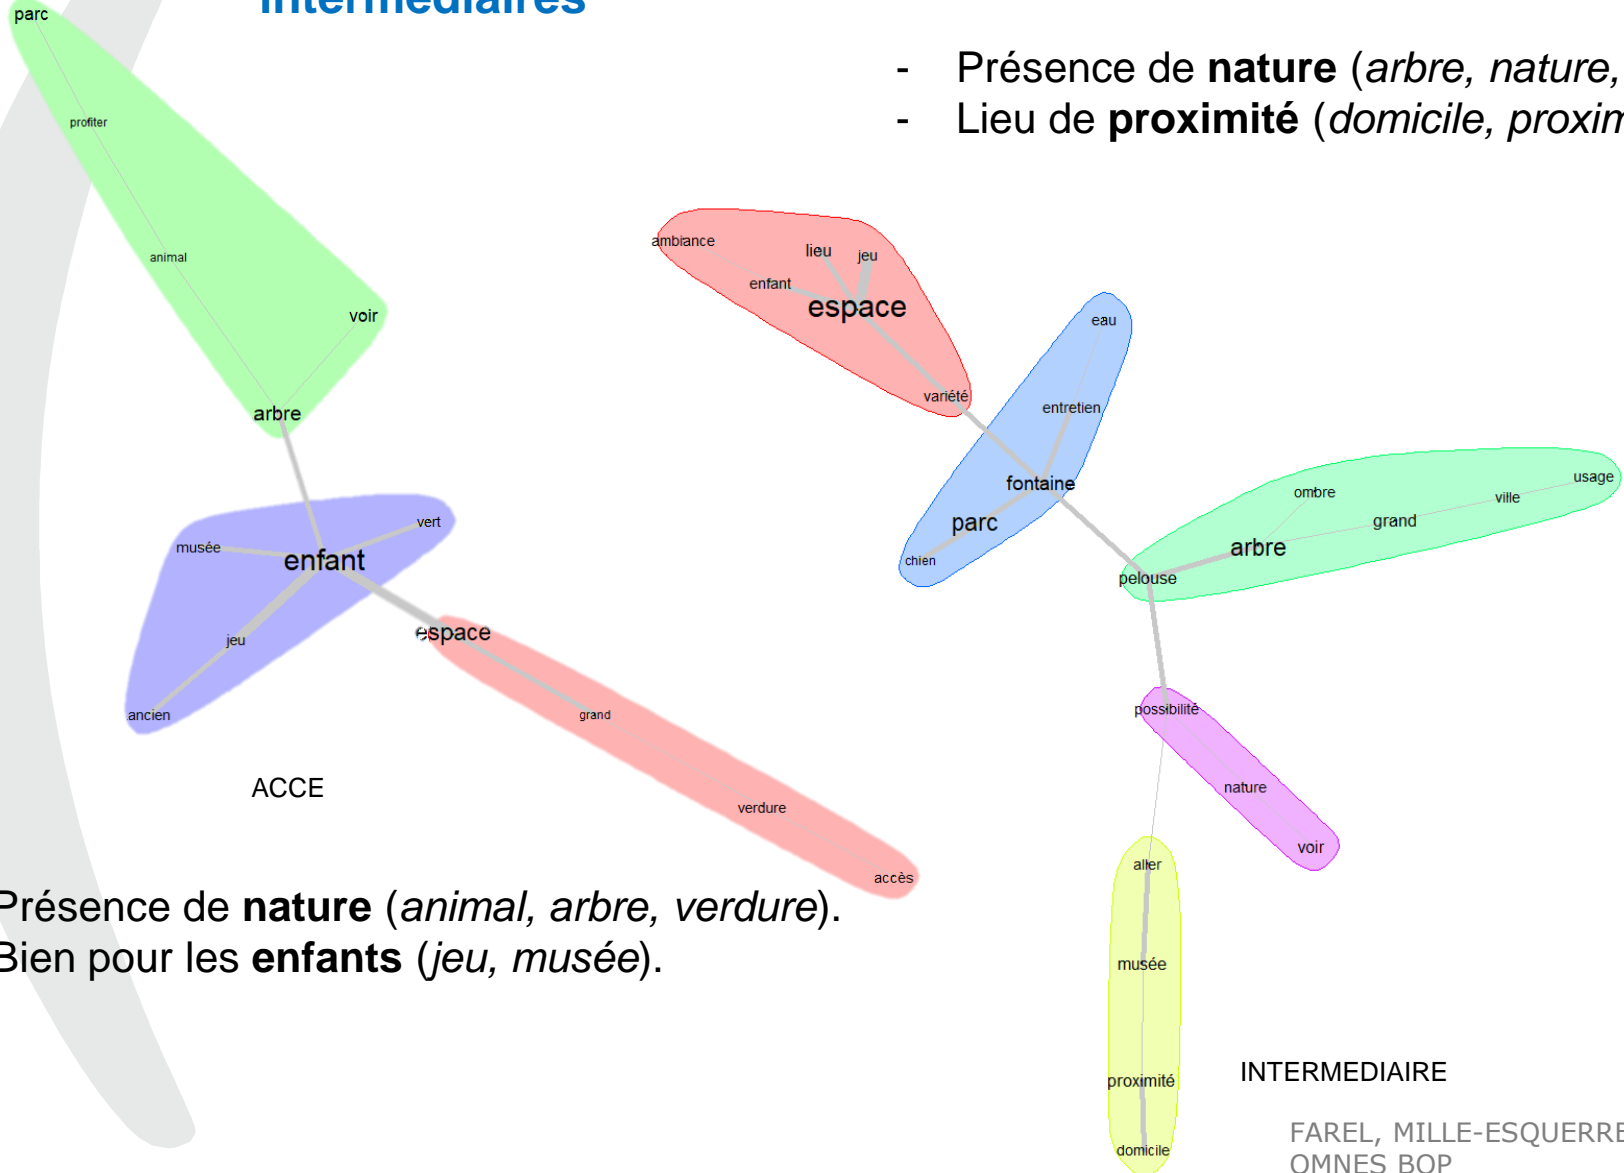 intermédiaires
- Présence de nature (arbre, nature,
- Lieu de proximité (domicile, proxim
parc
profiter
animal
voir
arbre
vert
musée
enfant
jeu
ancien
espace
grand
verdure
accès
ACCE
ambiance
lieu
jeu
enfant
espace
variété
eau
entretien
fontaine
parc
chien
ombre
usage
ville
grand
arbre
pelouse
possibilité
nature
voir
aller
musée
proximité
domicile
INTERMEDIAIRE
Présence de nature (animal, arbre, verdure).
Bien pour les enfants (jeu, musée).
FAREL, MILLE-ESQUERRE
OMNES BOP